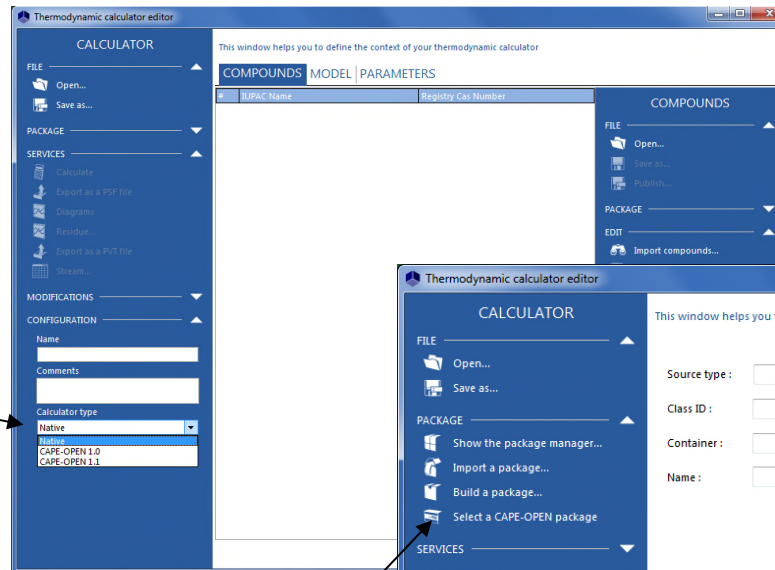 Thermodynamic calculator editor
CALCULATOR
FILE
Open...
Save as...
PACKAGE
SERVICES
Calculate
Export as a PSF file
Diagrams
Residue...
Export as a PVT file
Stream...
MODIFICATIONS
CONFIGURATION
Name
Comments
Calculator type
Native
Native
CAPE-OPEN 1.0
CAPE-OPEN 1.1
This window helps you to define the context of your thermodynamic calculator
COMPOUNDS MODEL PARAMETERS
# IUPAC Name Registry Cas Number
COMPOUNDS
FILE
Open...
Save as...
Publish...
PACKAGE
EDIT
Import compounds...
Thermodynamic calculator editor
CALCULATOR
FILE
Open...
Save as...
PACKAGE
Show the package manager...
Import a package...
Build a package...
Select a CAPE-OPEN package
SERVICES
This window helps you
Source type :
Class ID :
Container :
Name :